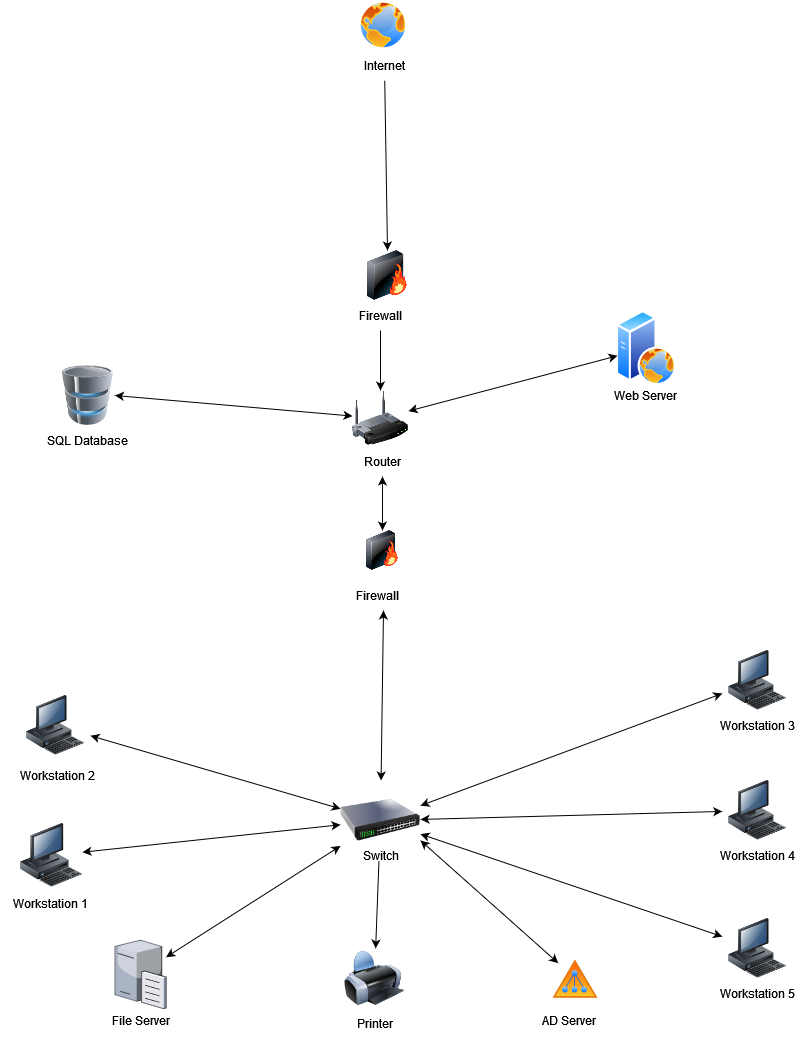 Internet
Firewall
Web Server
SQL Database
Router
Firewall
Workstation 3
Workstation 2
Switch
Workstation 4
Workstation 1
Workstation 5
File Server
Printer
AD Server